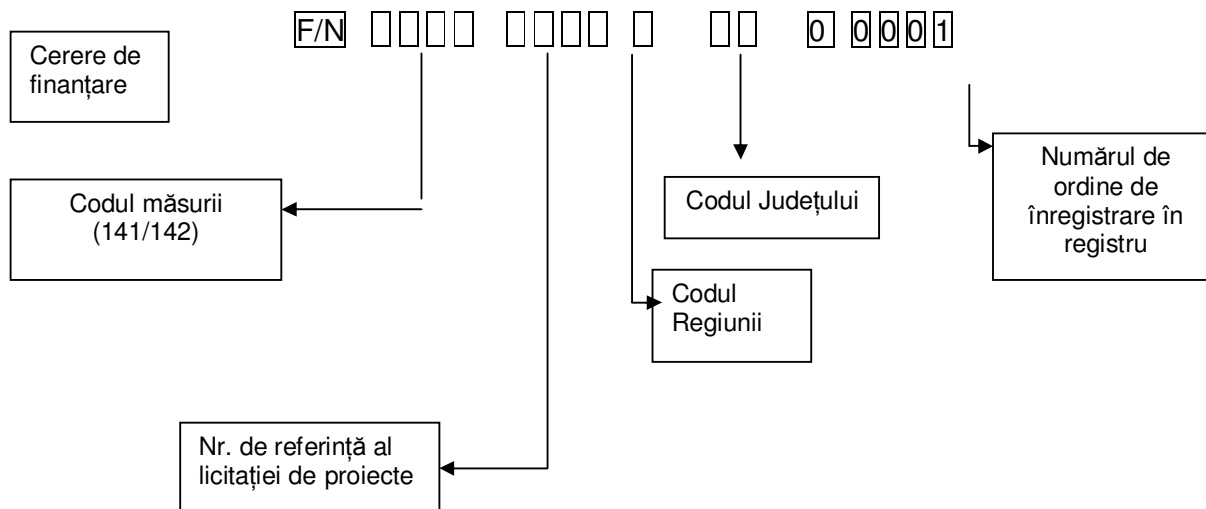 F/N 0 0001
Cerere de
finanțare
Codul măsurii
(141/142)
Codul Județului
Numărul de
ordine de
înregistrare în
registru
Codul
Regiunii
Nr. de referință al
licitației de proiecte